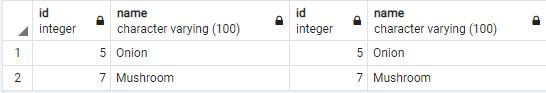 id name id name
integer character varying (100) integer character varying (100)
1 5 Onion 5 Onion
2 7 Mushroom 7 Mushroom